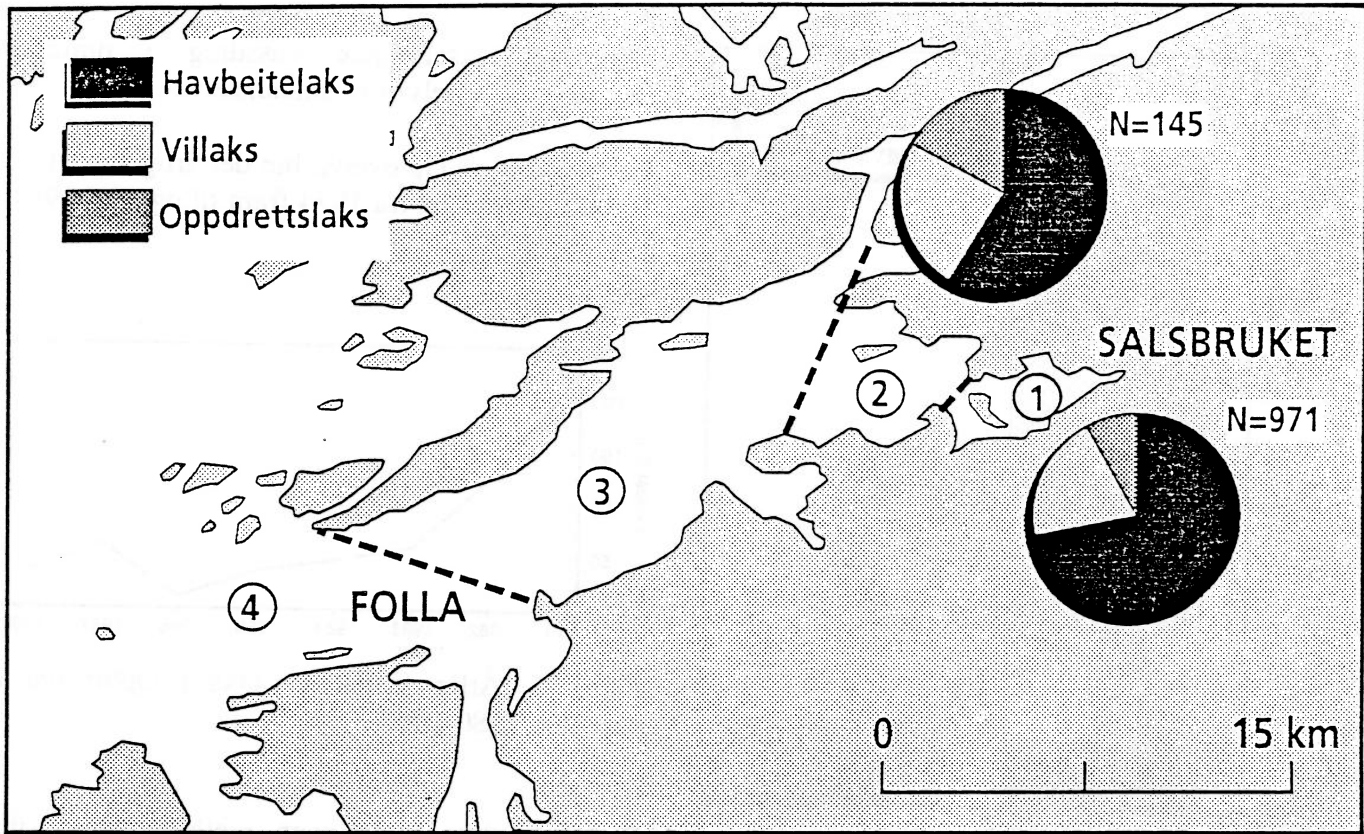 Havbeitelaks
Villaks
Oppdrettslaks
N=145
SALSBRUKET
2
1
N=971
3
4
FOLLA
0
15 km